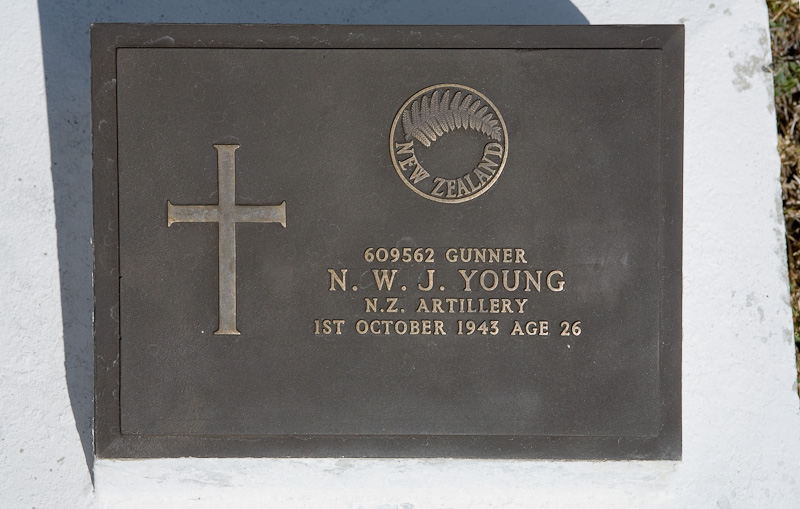 NEW ZEALAND
609562 GUNNER
N. W. J. YOUNG
N.Z. ARTILLERY
1ST OCTOBER 1943 AGE 26